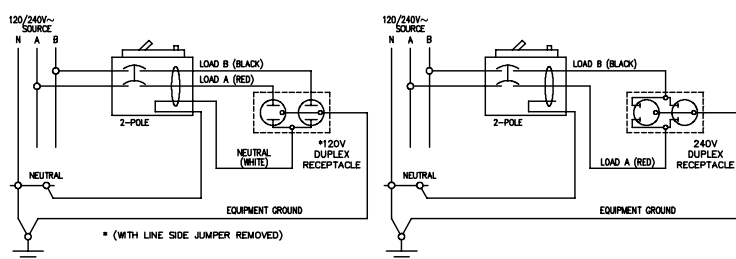 120/240V~
SOURCE
N A B
LOAD B (BLACK)
LOAD A (RED)
2-POLE
NEUTRAL
(WHITE)
*120V
DUPLEX
RECEPTACLE
NEUTRAL
EQUIPMENT GROUND
* (WITH LINE SIDE JUMPER REMOVED)
120/240V~
SOURCE
N A B
LOAD B (BLACK)
2-POLE
240V
DUPLEX
RECEPTACLE
LOAD A (RED)
NEUTRAL
EQUIPMENT GROUND